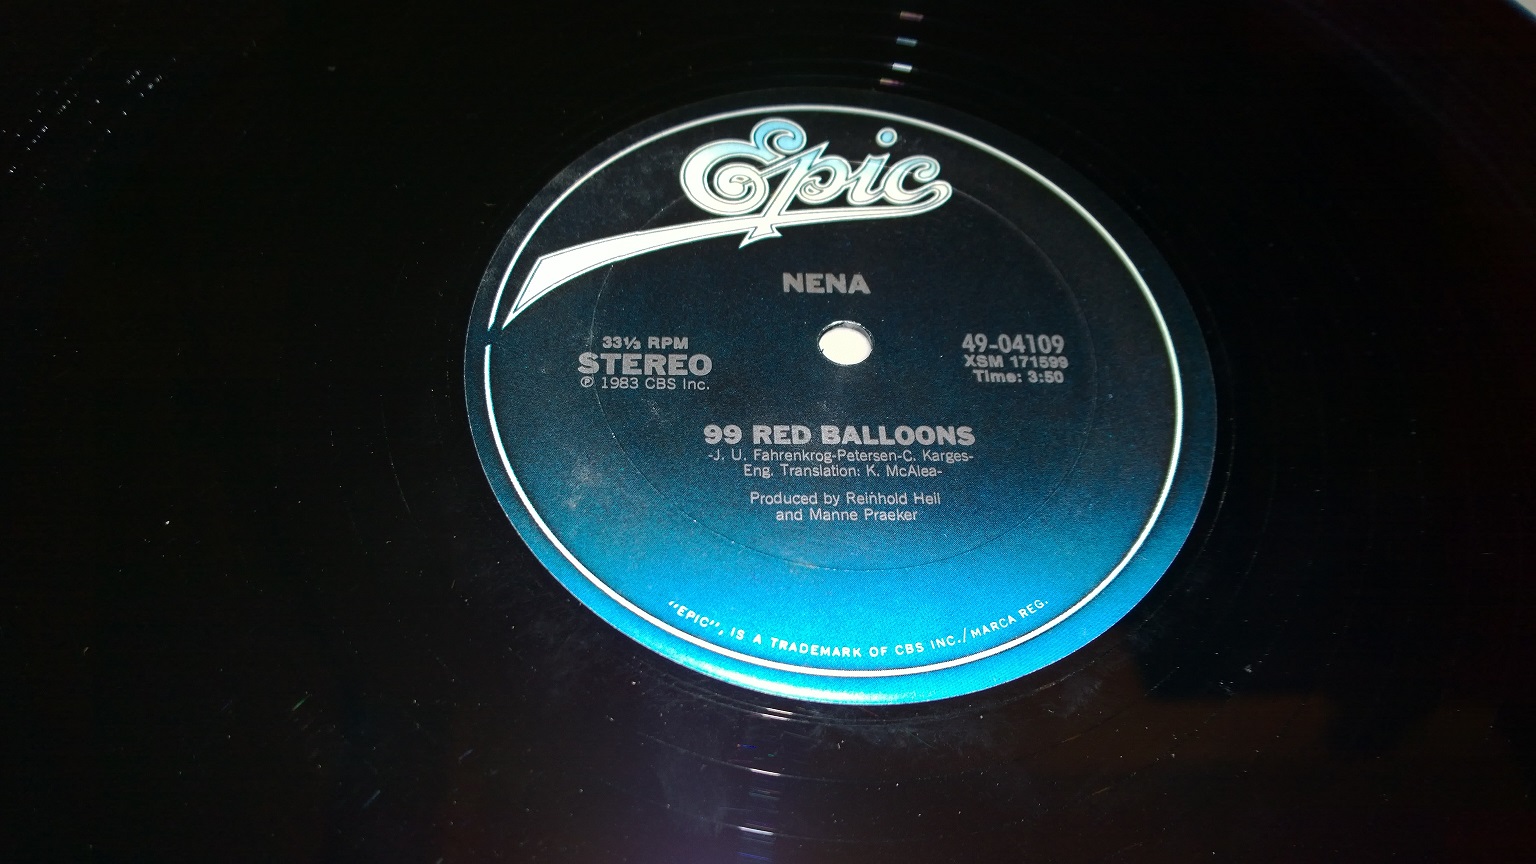 Epic
NENA
33⅓ RPM
STEREO
℗ 1983 CBS Inc.
49-04109
XSM 171599
Time: 3:50
99 RED BALLOONS
-J. U. Fahrenkrog-Petersen-C. Karges-
Eng. Translation: K. McAlea-
Produced by Reinhold Heil
and Manne Praeker
"EPIC", IS A TRADEMARK OF CBS INC./MARCA REG.